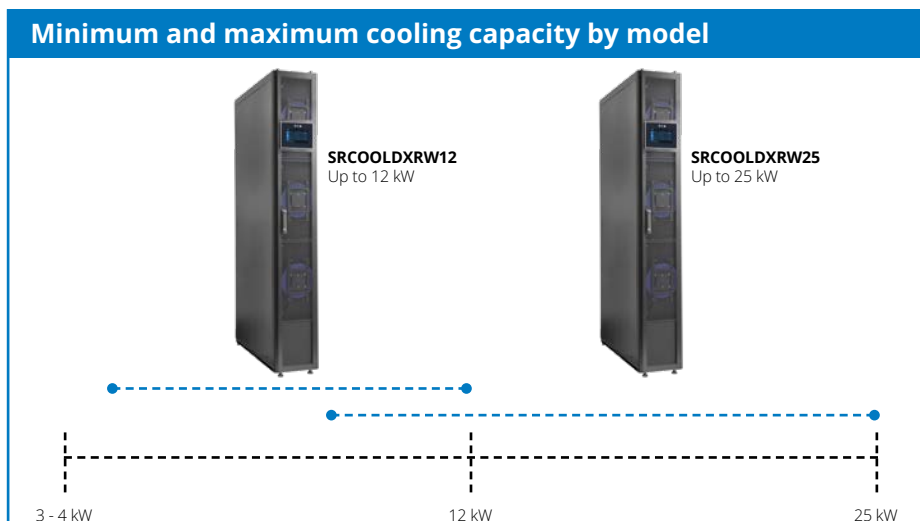 Minimum and maximum cooling capacity by model
SRCOOLDXRW12
Up to 12 kW
SRCOOLDXRW25
Up to 25 kW
3 - 4 kW
12 kW
25 kW